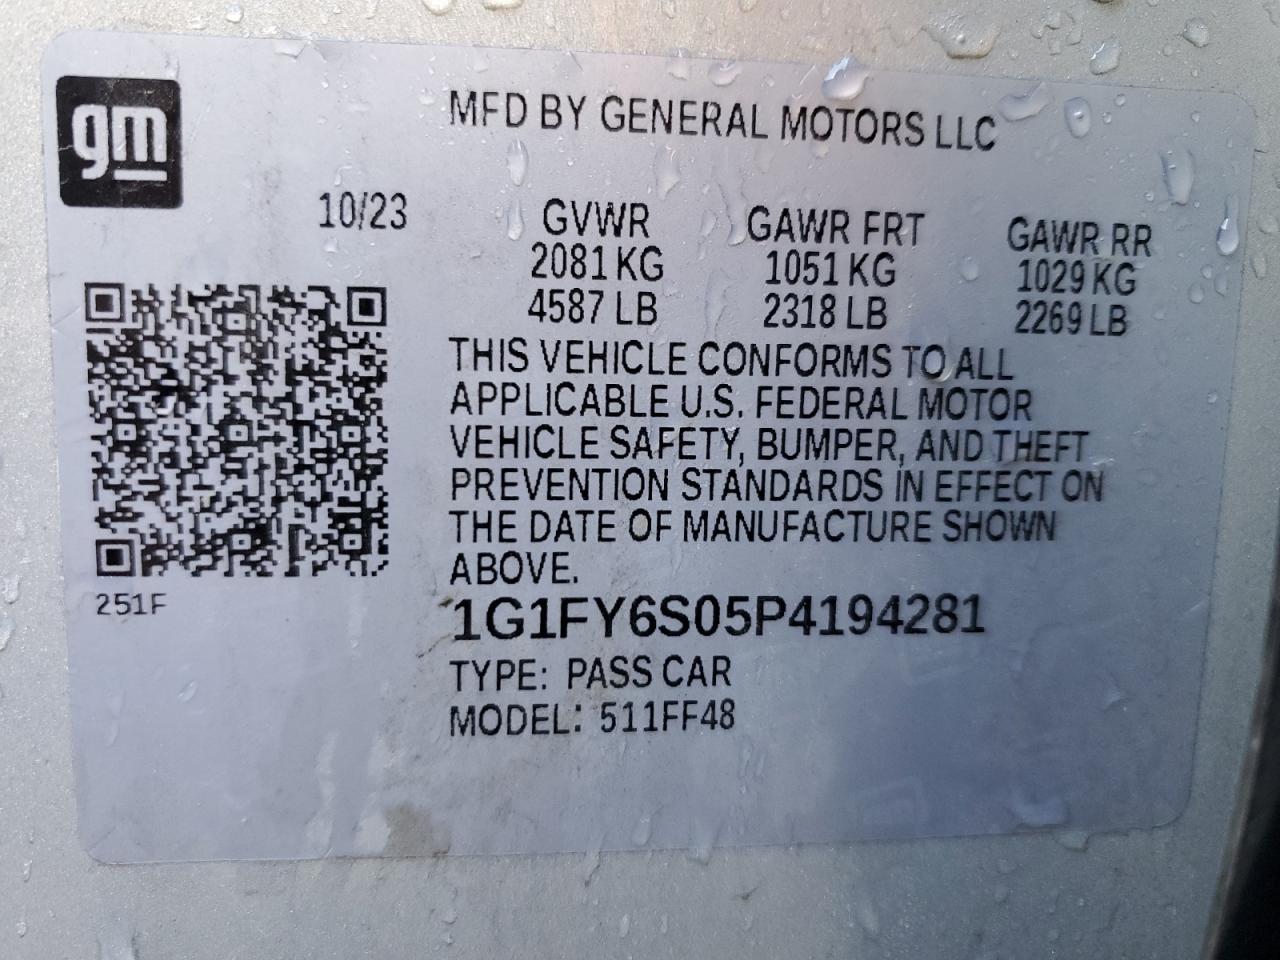 gm
MFD BY GENERAL MOTORS LLC
10/23
GVWR GAWR FRT GAWR RR
2081 KG 1051 KG 1029 KG
4587 LB 2318 LB 2269 LB
THIS VEHICLE CONFORMS TO ALL
APPLICABLE U.S. FEDERAL MOTOR
VEHICLE SAFETY, BUMPER, AND THEFT
PREVENTION STANDARDS IN EFFECT ON
THE DATE OF MANUFACTURE SHOWN
ABOVE.
251F
1G1FY6S05P4194281
TYPE: PASS CAR
MODEL: 511FF48